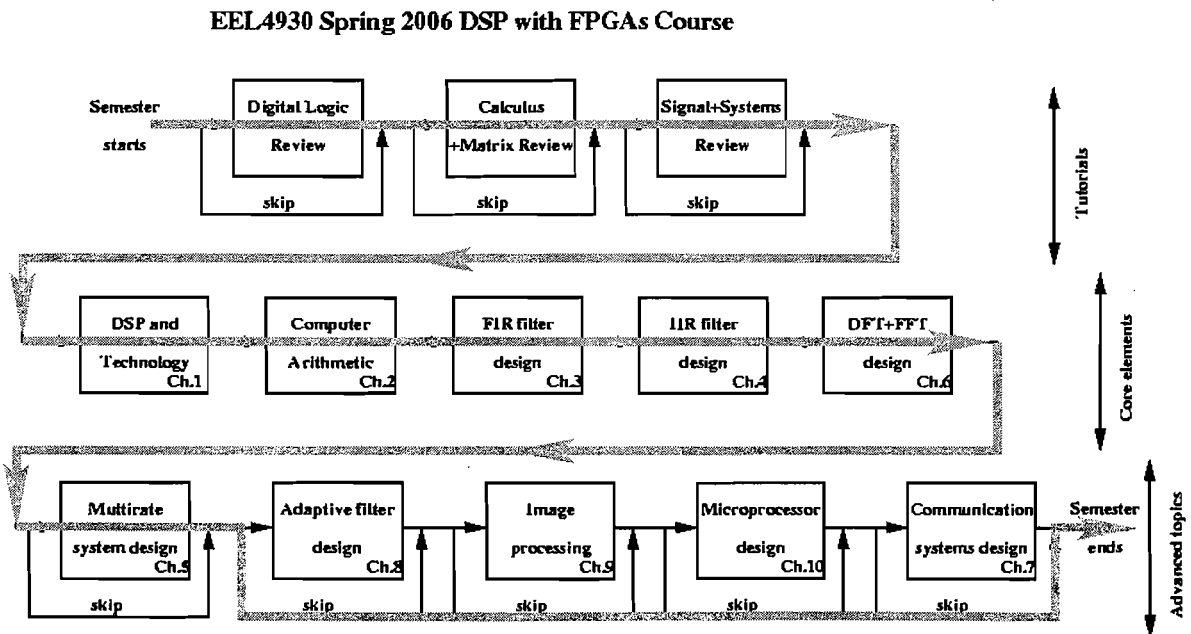 EEL4930 Spring 2006 DSP with FPGAs Course
Semester
starts
Digital Logic
Review
skip
Calculus
+Matrix Review
skip
Signal+Systems
Review
skip
Tutorials
DSP and
Technology
Ch.1
Computer
Arithmetic
Ch.2
FIR filter
design
Ch.3
IIR filter
design
Ch.4
DFT+FFT
design
Ch.6
Core elements
Multirate
system design
Ch.5
skip
Adaptive filter
design
Ch.8
skip
Image
processing
Ch.9
skip
Microprocessor
design
Ch.10
skip
Communication
systems design
Ch.7
skip
Semester
ends
Advanced topics